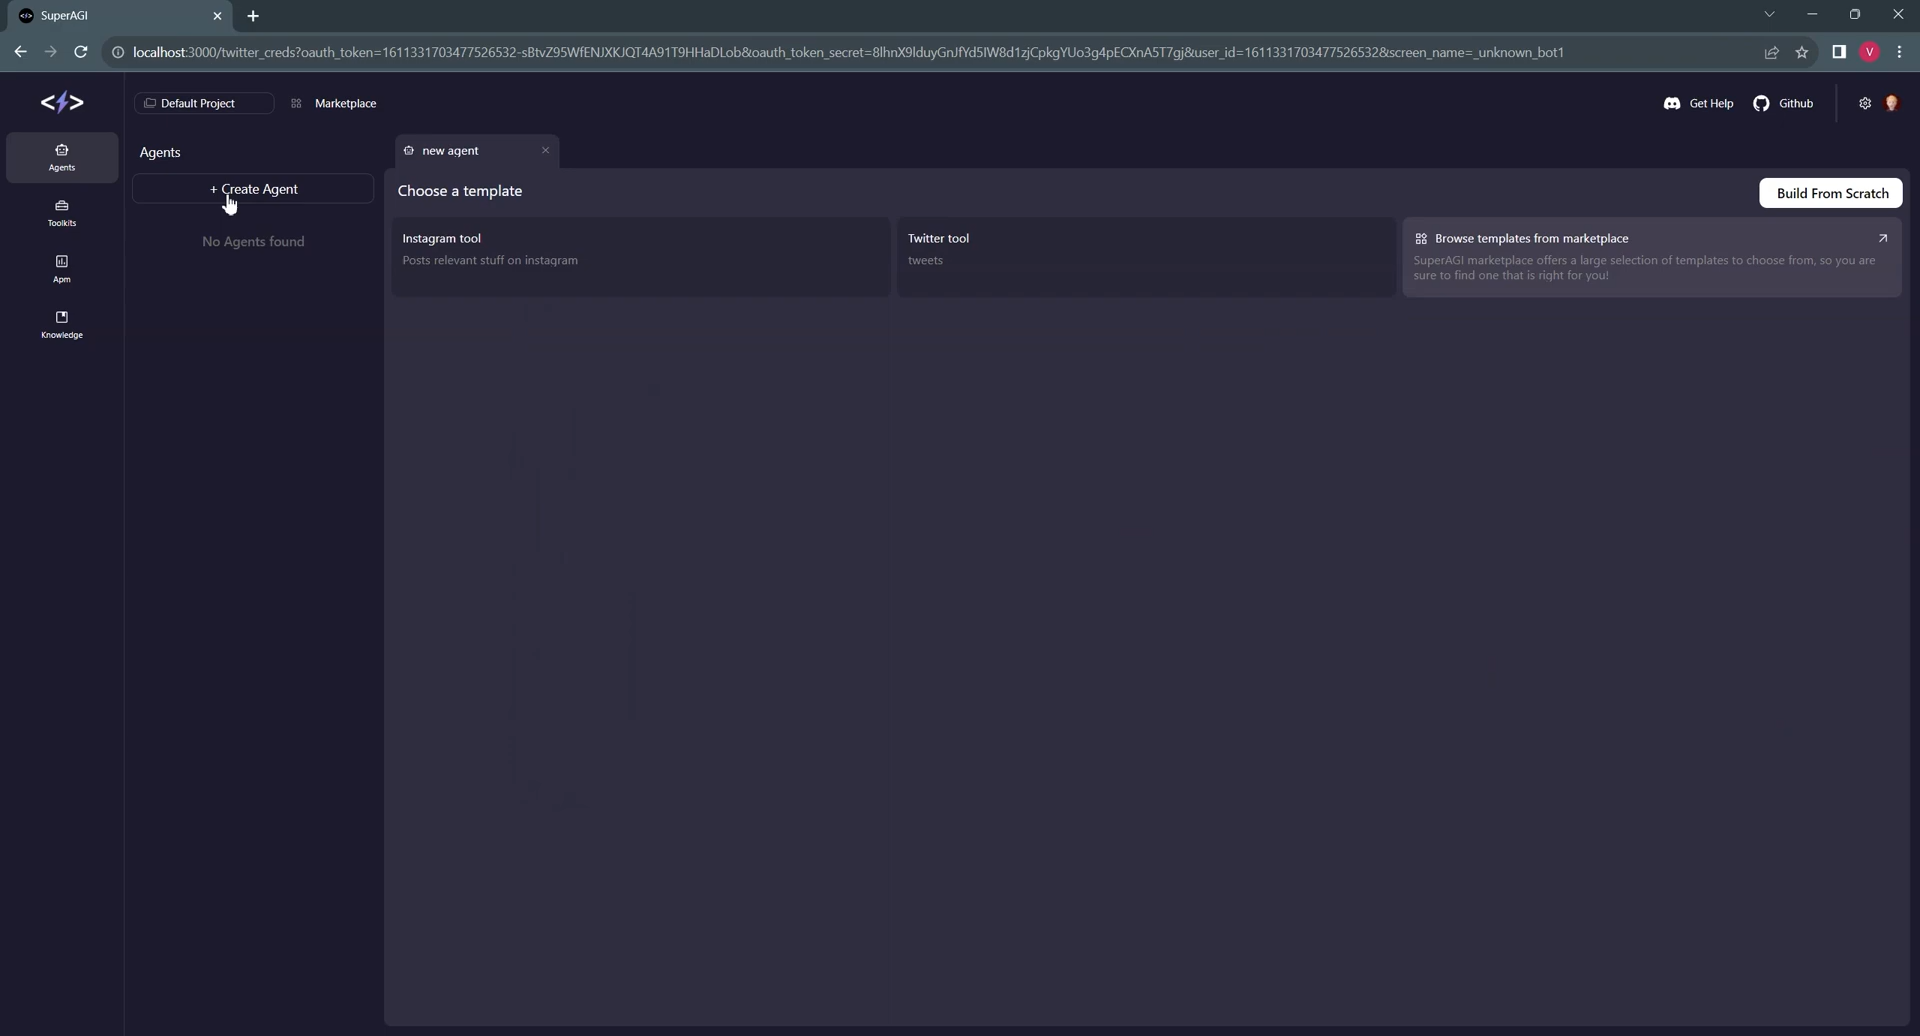 SuperAGI
localhost:3000/twitter_creds?oauth_token=1611331703477526532-sBtvZ95WfENJXKJQT4A91T9HHaDLob&oauth_token_secret=8lhnX9lduyGnJfYd5IW8d1zjCpkgYUo3g4pECXnA5T7gj&user_id=1611331703477526532&screen_name=_unknown_bot1
V
Default Project
Marketplace
Get Help
Github
Agents
Toolkits
Apm
Knowledge
Agents
+ Create Agent
No Agents found
new agent
Choose a template
Build From Scratch
Instagram tool
Posts relevant stuff on instagram
Twitter tool
tweets
Browse templates from marketplace
SuperAGI marketplace offers a large selection of templates to choose from, so you are
sure to find one that is right for you!